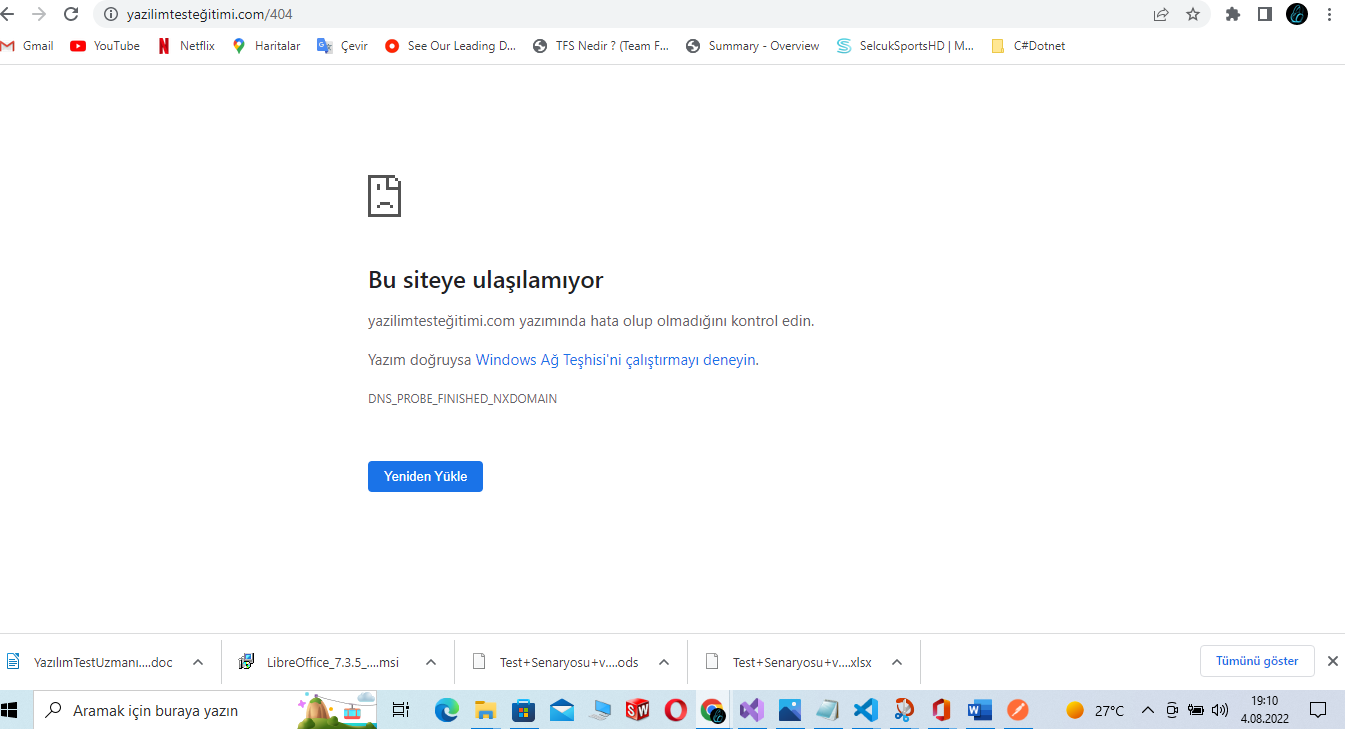 yazilimtesteğitimi.com/404
Gmail YouTube Netflix Haritalar Çevir See Our Leading D... TFS Nedir ? (Team F... Summary - Overview SelcukSportsHD | M... C#Dotnet
Bu siteye ulaşılamıyor
yazilimtesteğitimi.com yazımında hata olup olmadığını kontrol edin.
Yazım doğruysa Windows Ağ Teşhisi'ni çalıştırmayı deneyin.
DNS_PROBE_FINISHED_NXDOMAIN
Yeniden Yükle
YazılımTestUzmanı....doc LibreOffice_7.3.5_....msi Test+Senaryosu+v....ods Test+Senaryosu+v....xlsx Tümünü göster
Aramak için buraya yazın 27°C 19:10
4.08.2022